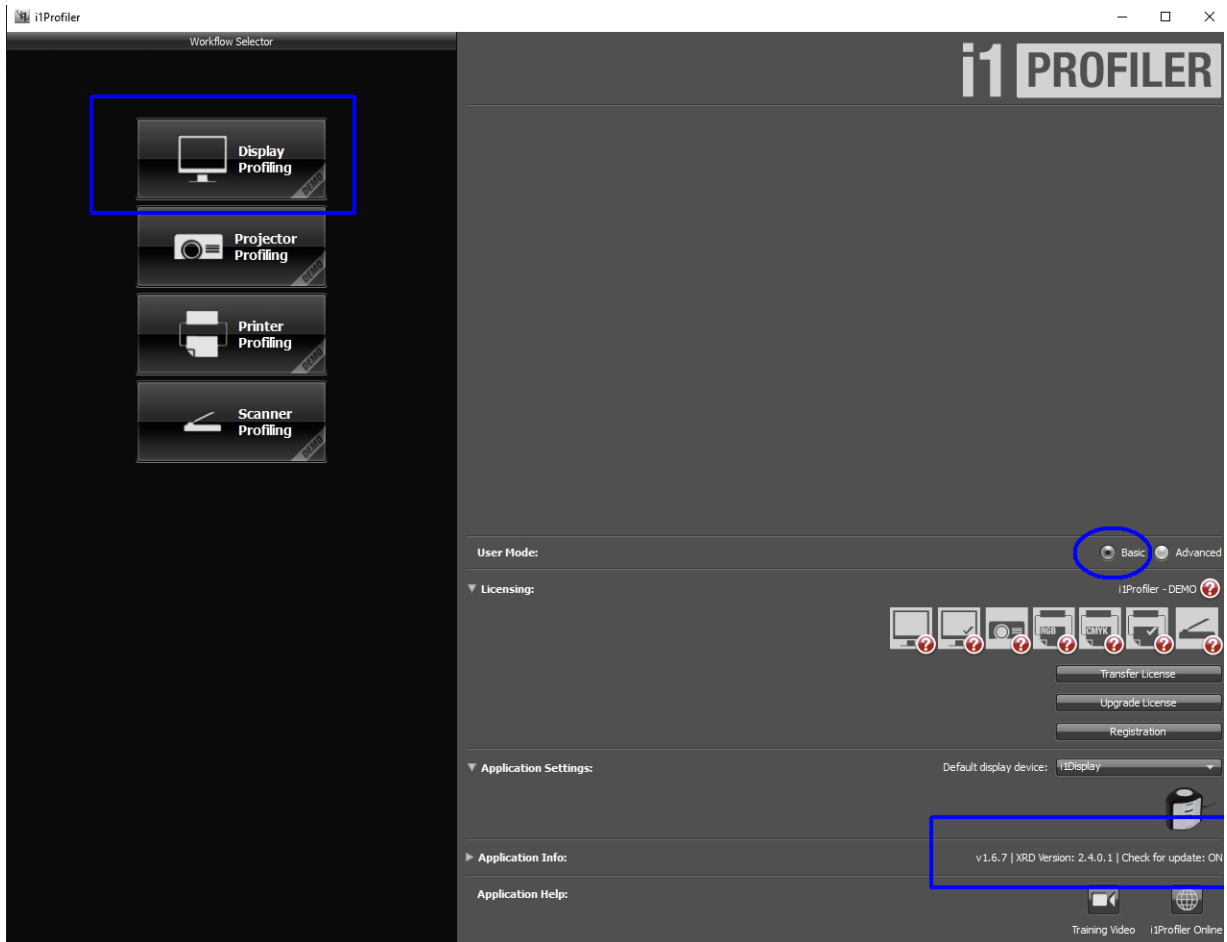 i1Profiler
Workflow Selector
i1 PROFILER
Display
Profiling
DEMO
Projector
Profiling
DEMO
Printer
Profiling
DEMO
Scanner
Profiling
DEMO
User Mode:
Basic
Advanced
Licensing:
i1Profiler - DEMO
RGB
CMYK
Transfer License
Upgrade License
Registration
Application Settings:
Default display device:
i1Display
Application Info:
v1.6.7 | XRD Version: 2.4.0.1 | Check for update: ON
Application Help:
Training Video
i1Profiler Online